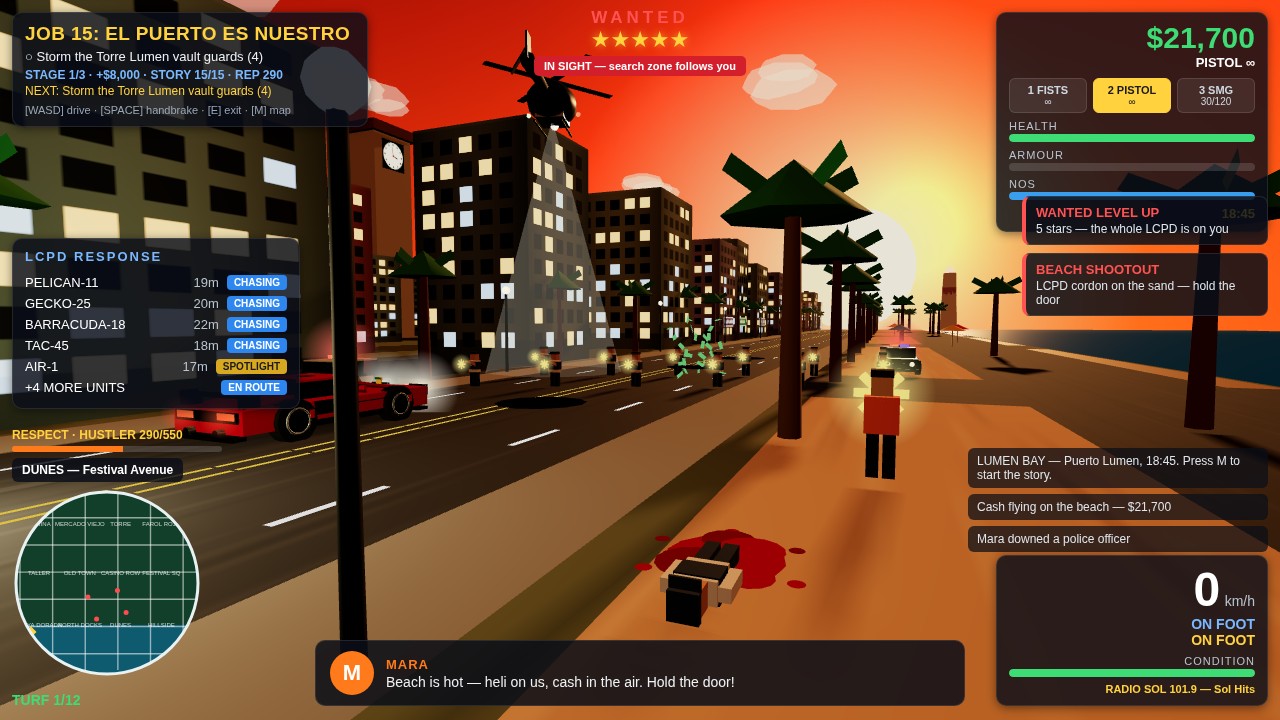 JOB 15: EL PUERTO ES NUESTRO
○ Storm the Torre Lumen vault guards (4)
STAGE 1/3 · +$8,000 · STORY 15/15 · REP 290
NEXT: Storm the Torre Lumen vault guards (4)
[WASD] drive · [SPACE] handbrake · [E] exit · [M] map
WANTED
★★★★★
IN SIGHT — search zone follows you
$21,700
PISTOL ∞
1 FISTS
∞
2 PISTOL
∞
3 SMG
30/120
HEALTH
ARMOUR
NOS
18:45
WANTED LEVEL UP
5 stars — the whole LCPD is on you
BEACH SHOOTOUT
LCPD cordon on the sand — hold the
door
LCPD RESPONSE
PELICAN-11 19m CHASING
GECKO-25 20m CHASING
BARRACUDA-18 22m CHASING
TAC-45 18m CHASING
AIR-1 17m SPOTLIGHT
+4 MORE UNITS EN ROUTE
RESPECT · HUSTLER 290/550
DUNES — Festival Avenue
MERCADO VIEJO TORRE
TALLER OLD TOWN CASINO ROW FESTIVAL SQ
NORTH DOCKS DUNES HILLSIDE
TURF 1/12
LUMEN BAY — Puerto Lumen, 18:45. Press M to
start the story.
Cash flying on the beach — $21,700
Mara downed a police officer
M
MARA
Beach is hot — heli on us, cash in the air. Hold the door!
0 km/h
ON FOOT
ON FOOT
CONDITION
RADIO SOL 101.9 — Sol Hits